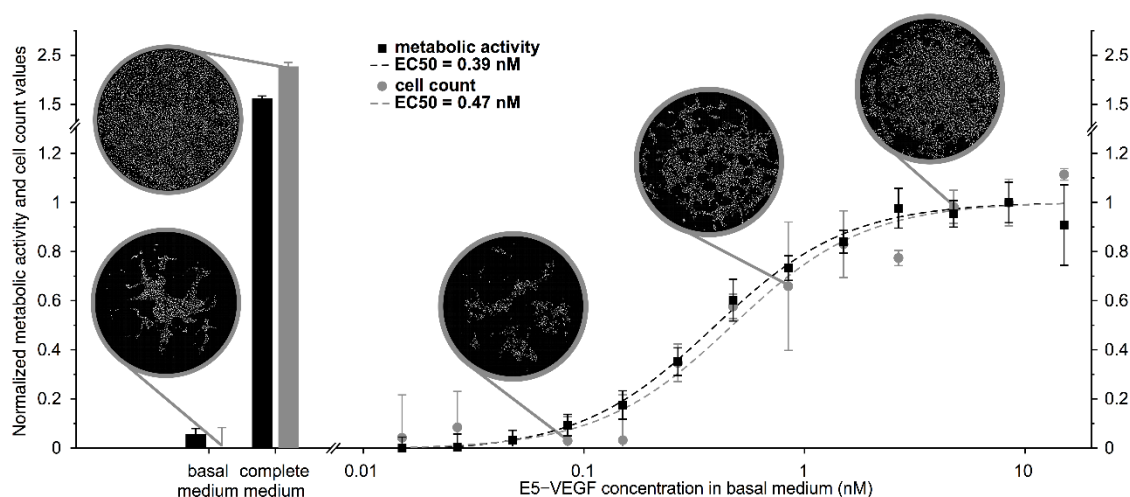 metabolic activity
EC50 = 0.39 nM
cell count
EC50 = 0.47 nM
Normalized metabolic activity and cell count values
2.5
1.5
1.2
1
0.8
0.6
0.4
0.2
0
2.5
1.5
1.2
1
0.8
0.6
0.4
0.2
0
basal complete
medium medium
0.01
0.1
1
10
E5−VEGF concentration in basal medium (nM)